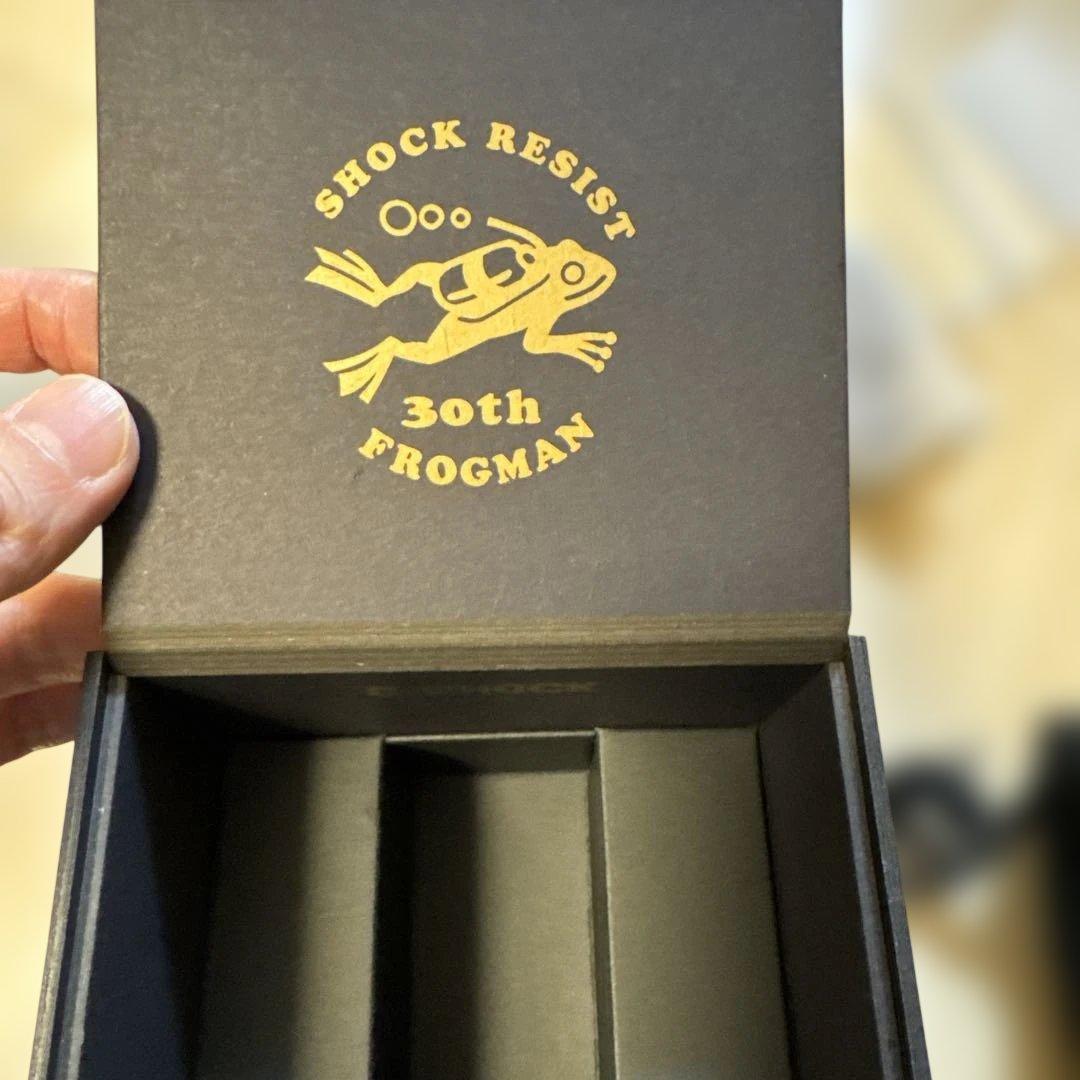 SHOCK RESIST
30th
FROGMAN